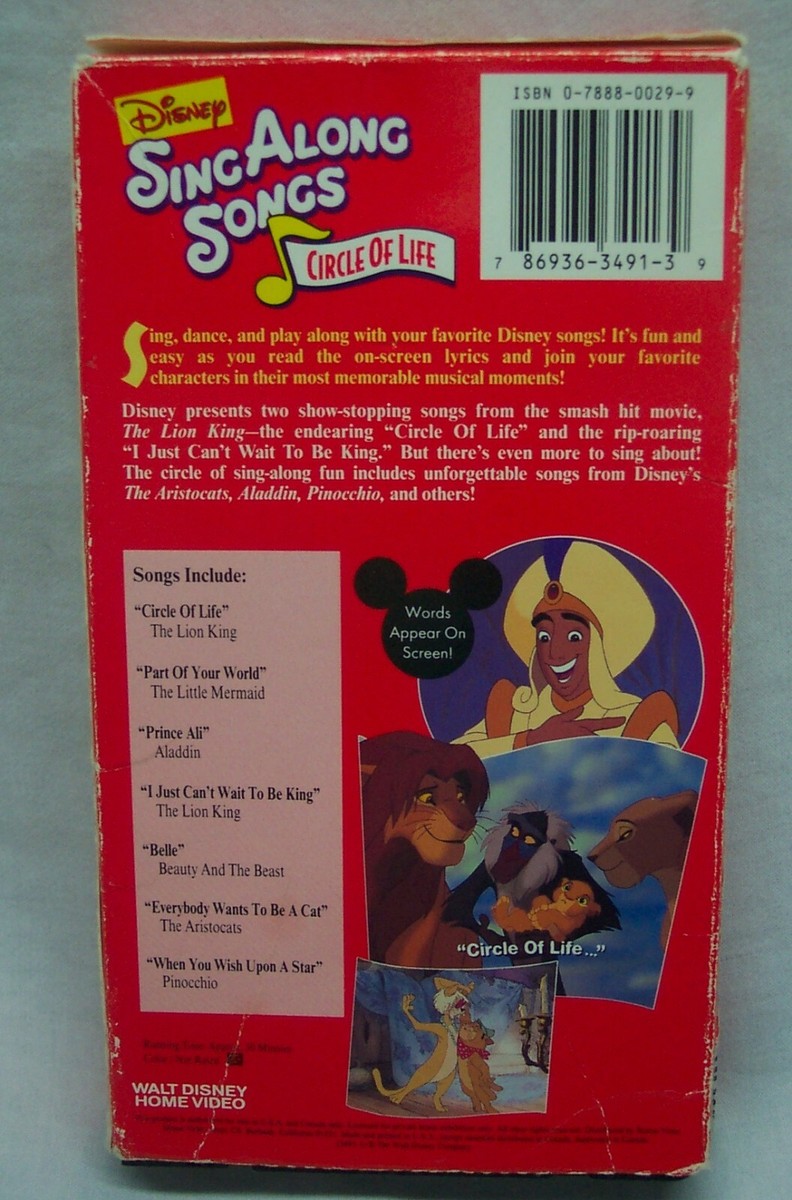 Disney
Sing Along
Songs
Circle Of Life
ISBN 0-7888-0029-9
7 86936-3491-3 9
Sing, dance, and play along with your favorite Disney songs! It's fun and
easy as you read the on-screen lyrics and join your favorite
characters in their most memorable musical moments!
Disney presents two show-stopping songs from the smash hit movie,
The Lion King—the endearing “Circle Of Life” and the rip-roaring
“I Just Can't Wait To Be King.” But there's even more to sing about!
The circle of sing-along fun includes unforgettable songs from Disney's
The Aristocats, Aladdin, Pinocchio, and others!
Songs Include:
“Circle Of Life”
The Lion King
“Part Of Your World”
The Little Mermaid
“Prince Ali”
Aladdin
“I Just Can't Wait To Be King”
The Lion King
“Belle”
Beauty And The Beast
“Everybody Wants To Be A Cat”
The Aristocats
“When You Wish Upon A Star”
Pinocchio
Words
Appear On
Screen!
“Circle Of Life...”
WALT DISNEY
HOME VIDEO